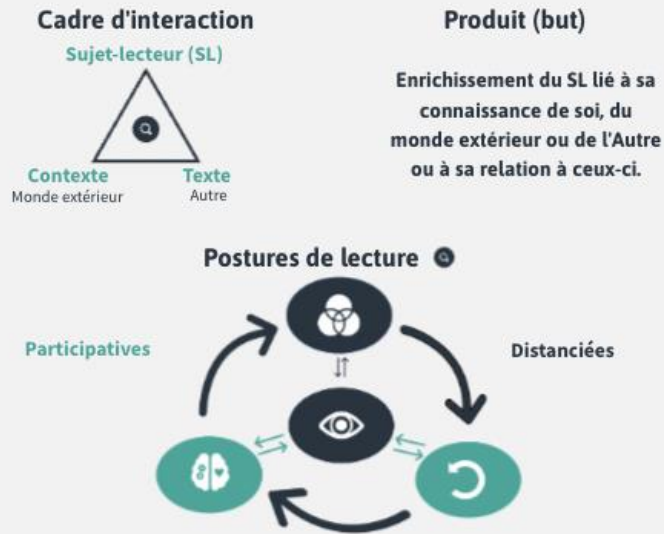 Cadre d'interaction
Sujet-lecteur (SL)
Contexte
Monde extérieur
Texte
Autre
Produit (but)
Enrichissement du SL lié à sa
connaissance de soi, du
monde extérieur ou de l'Autre
ou à sa relation à ceux-ci.
Postures de lecture
Participatives
Distanciées